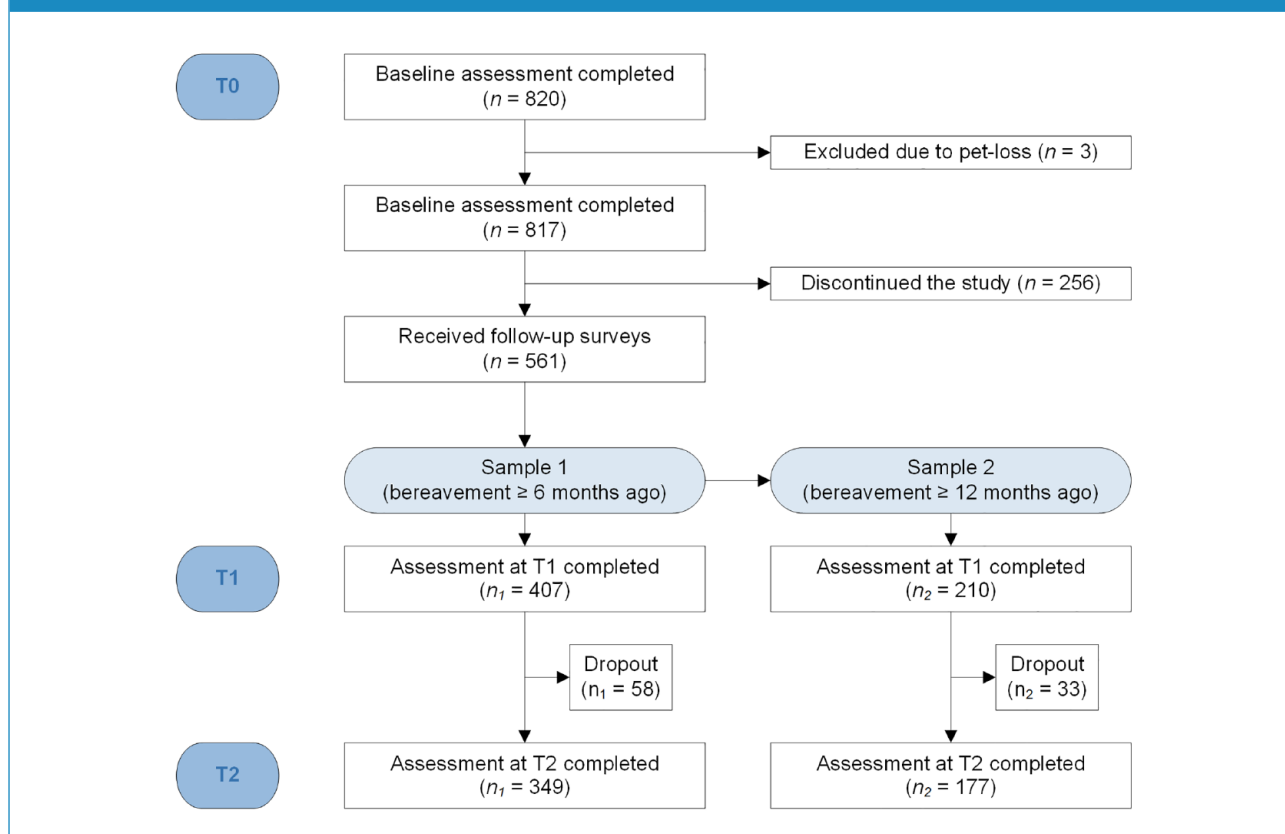 T0
Baseline assessment completed
(n = 820)
Excluded due to pet-loss (n = 3)
Baseline assessment completed
(n = 817)
Discontinued the study (n = 256)
Received follow-up surveys
(n = 561)
Sample 1
(bereavement ≥ 6 months ago)
Sample 2
(bereavement ≥ 12 months ago)
T1
Assessment at T1 completed
(n₁ = 407)
Assessment at T1 completed
(n₂ = 210)
Dropout
(n₁ = 58)
Dropout
(n₂ = 33)
T2
Assessment at T2 completed
(n₁ = 349)
Assessment at T2 completed
(n₂ = 177)